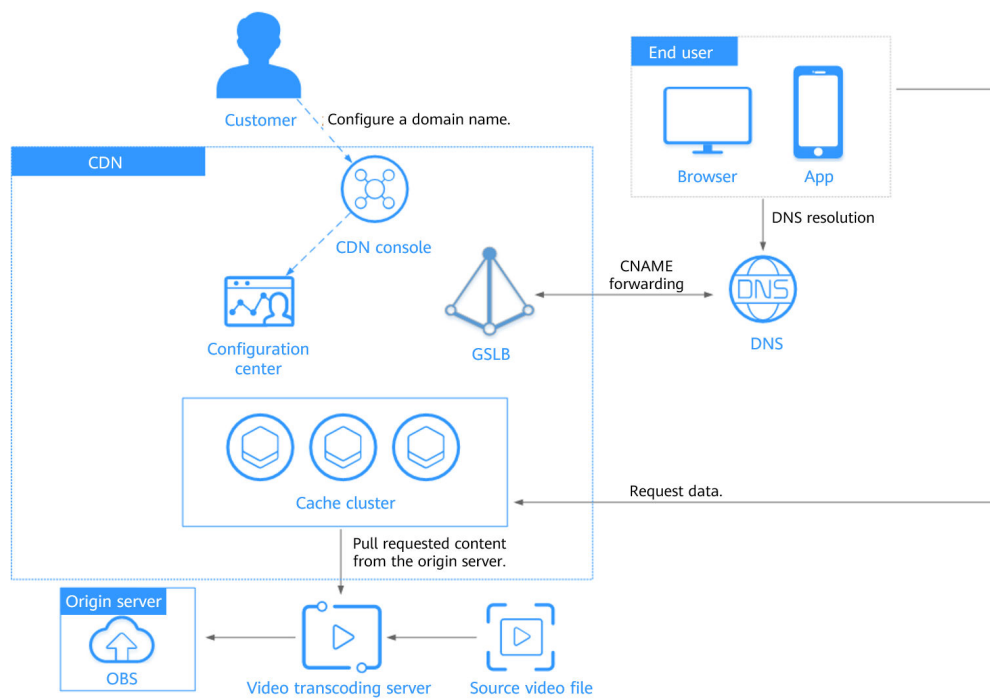 End user
Customer
Configure a domain name.
CDN
Browser
App
DNS resolution
CDN console
CNAME
forwarding
DNS
DNS
Configuration
center
GSLB
Cache cluster
Request data.
Pull requested content
from the origin server.
Origin server
OBS
Video transcoding server
Source video file